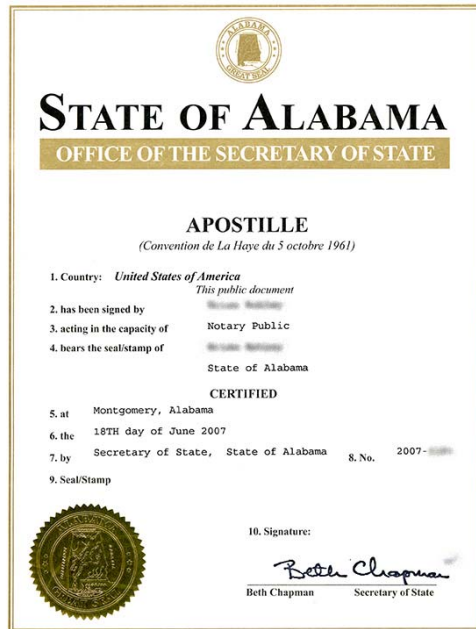 ALABAMA
GREAT SEAL
STATE OF ALABAMA
OFFICE OF THE SECRETARY OF STATE
APOSTILLE
(Convention de La Haye du 5 octobre 1961)
1. Country: United States of America
This public document
2. has been signed by
3. acting in the capacity of Notary Public
4. bears the seal/stamp of
State of Alabama
CERTIFIED
5. at Montgomery, Alabama
6. the 18TH day of June 2007
7. by Secretary of State, State of Alabama 8. No. 2007-
9. Seal/Stamp
10. Signature:
Beth Chapman
Beth Chapman Secretary of State